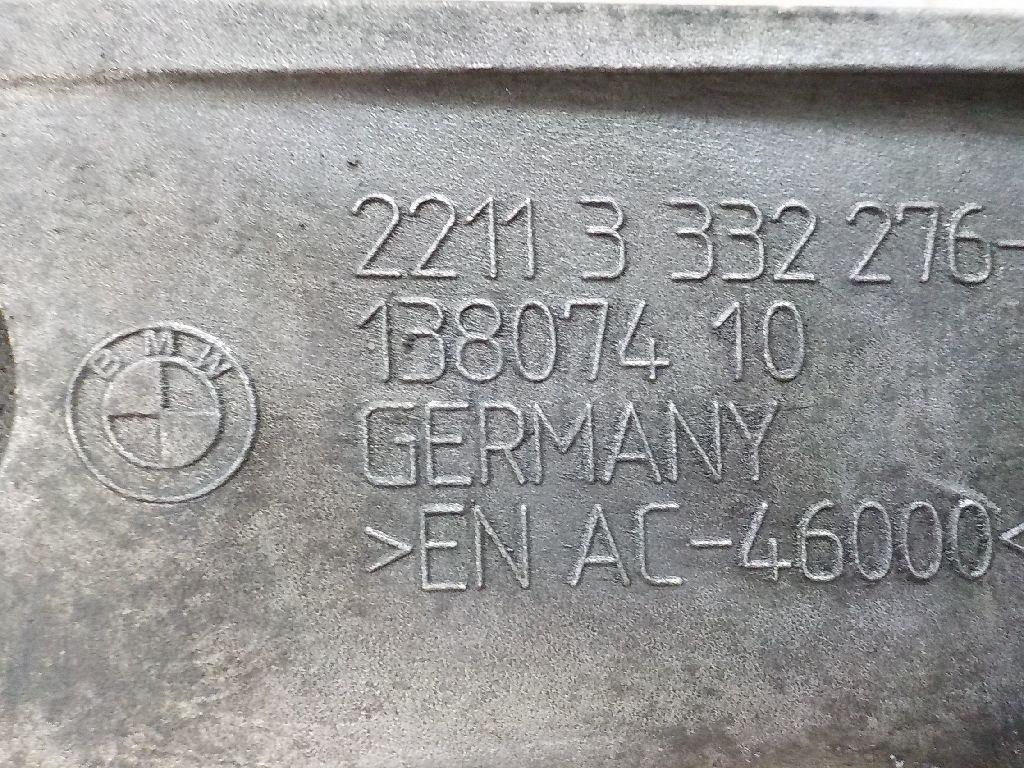 BMW
2211 3 332 276-
138074 10
GERMANY
>EN AC-46000<